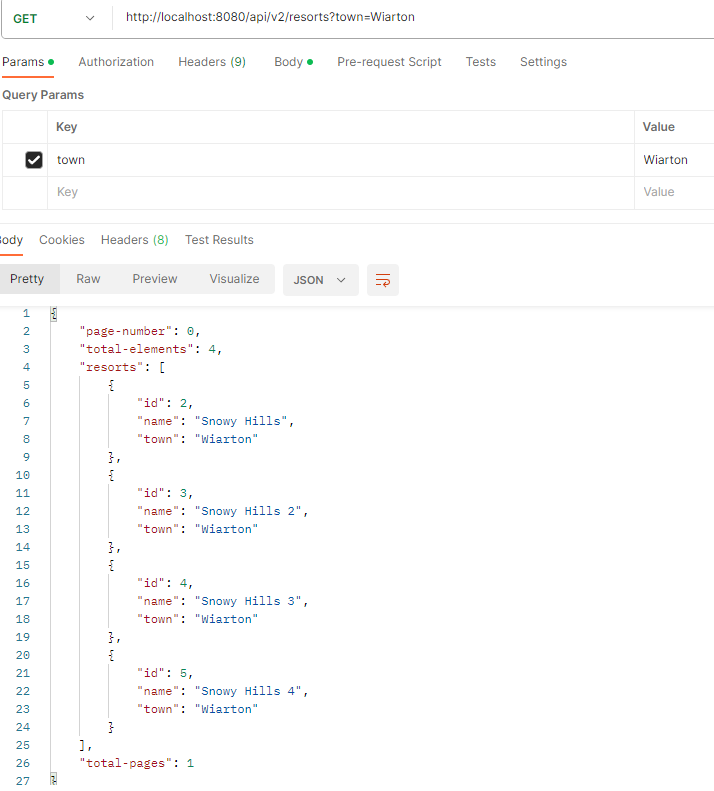 GET http://localhost:8080/api/v2/resorts?town=Wiarton
Params Authorization Headers (9) Body Pre-request Script Tests Settings
Query Params
Key Value
town Wiarton
Key Value
Body Cookies Headers (8) Test Results
Pretty Raw Preview Visualize JSON
1 {
2 "page-number": 0,
3 "total-elements": 4,
4 "resorts": [
5 {
6 "id": 2,
7 "name": "Snowy Hills",
8 "town": "Wiarton"
9 },
10 {
11 "id": 3,
12 "name": "Snowy Hills 2",
13 "town": "Wiarton"
14 },
15 {
16 "id": 4,
17 "name": "Snowy Hills 3",
18 "town": "Wiarton"
19 },
20 {
21 "id": 5,
22 "name": "Snowy Hills 4",
23 "town": "Wiarton"
24 }
25 ],
26 "total-pages": 1
27 }